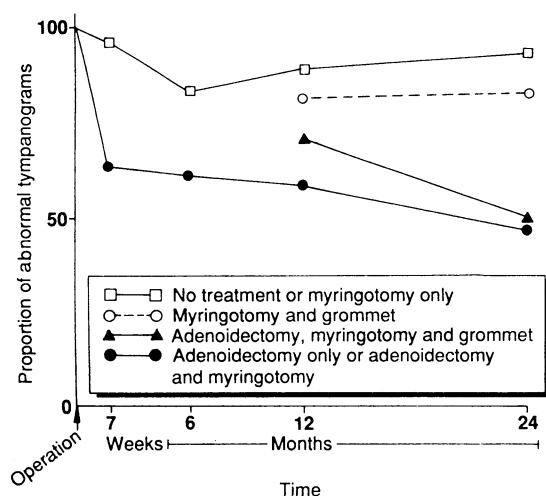 Proportion of abnormal tympanograms
100
50
0
No treatment or myringotomy only
Myringotomy and grommet
Adenoidectomy, myringotomy and grommet
Adenoidectomy only or adenoidectomy
and myringotomy
Operation
7 6 12 24
Weeks Months
Time